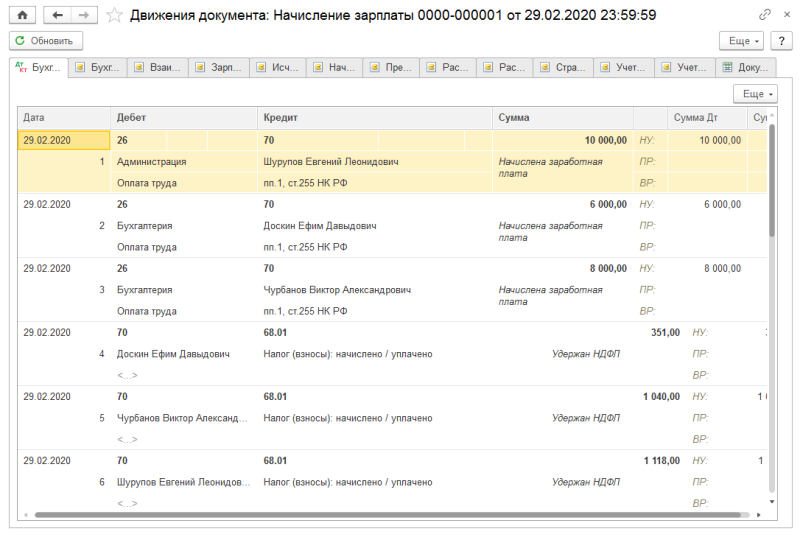 Движения документа: Начисление зарплаты 0000-000001 от 29.02.2020 23:59:59
Обновить Еще ?
Дт Кт Бухг... Бухг... Взаи... Зарп... Исч... Нач... Пре... Рас... Рас... Стра... Учет... Учет... Доку...
Еще
Дата Дебет Кредит Сумма Сумма Дт Су
29.02.2020 26 70 10 000,00 НУ: 10 000,00
1 Администрация Шурупов Евгений Леонидович Начислена заработная плата ПР:
Оплата труда пп.1, ст.255 НК РФ ВР:
29.02.2020 26 70 6 000,00 НУ: 6 000,00
2 Бухгалтерия Доскин Ефим Давыдович Начислена заработная плата ПР:
Оплата труда пп.1, ст.255 НК РФ ВР:
29.02.2020 26 70 8 000,00 НУ: 8 000,00
3 Бухгалтерия Чурбанов Виктор Александрович Начислена заработная плата ПР:
Оплата труда пп.1, ст.255 НК РФ ВР:
29.02.2020 70 68.01 351,00 НУ:
4 Доскин Ефим Давыдович Налог (взносы): начислено / уплачено Удержан НДФЛ ПР:
<...> ВР:
29.02.2020 70 68.01 1 040,00 НУ: 1
5 Чурбанов Виктор Александ... Налог (взносы): начислено / уплачено Удержан НДФЛ ПР:
<...> ВР:
29.02.2020 70 68.01 1 118,00 НУ: 1
6 Шурупов Евгений Леонидов... Налог (взносы): начислено / уплачено Удержан НДФЛ ПР:
<...> ВР: